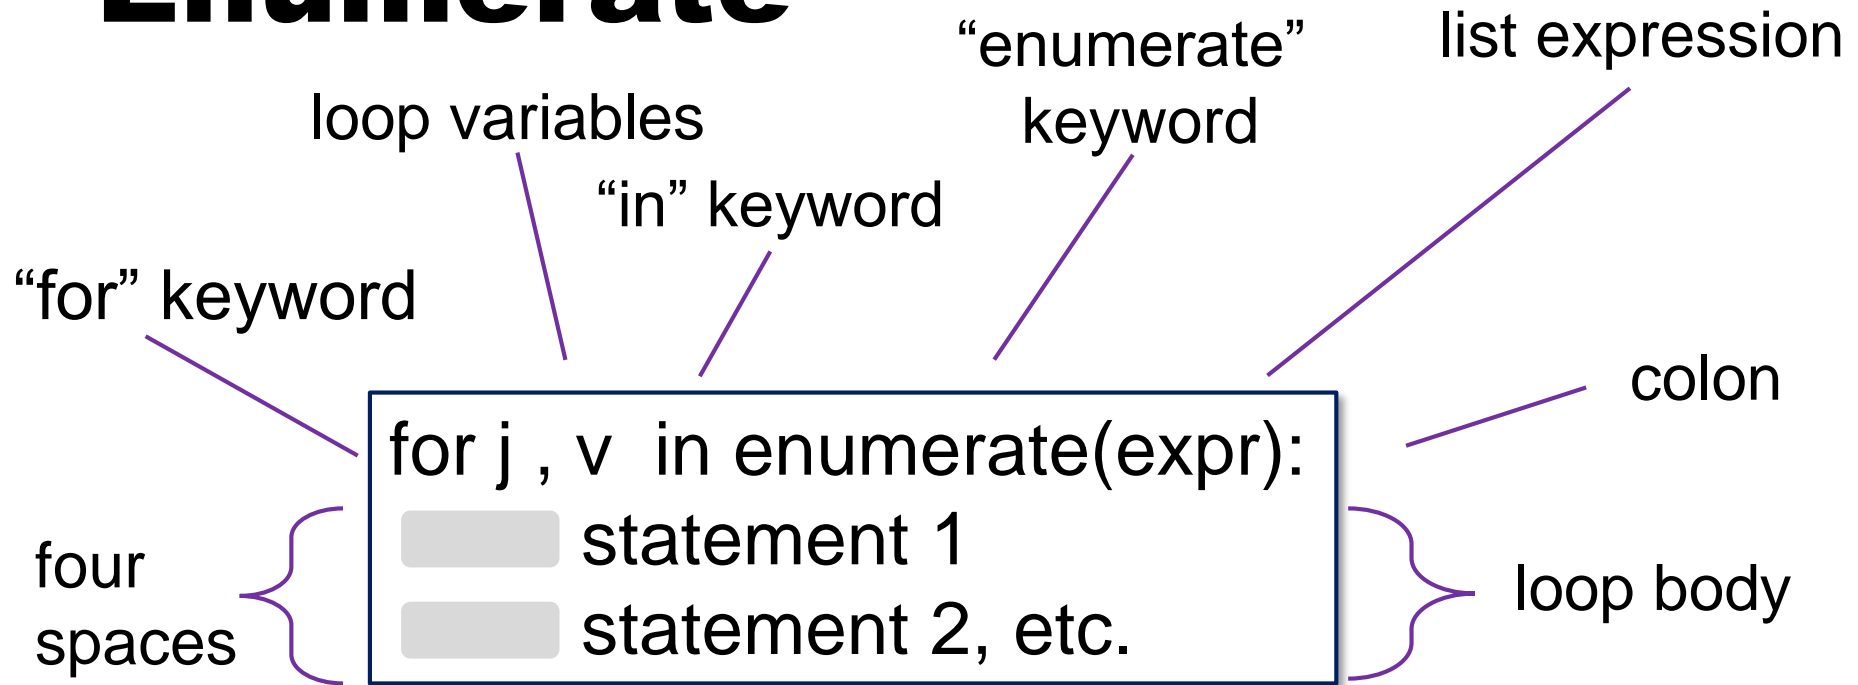 Enumerate
“enumerate”
keyword
list expression
loop variables
“in” keyword
“for” keyword
colon
for j , v  in enumerate(expr):
statement 1
statement 2, etc.
four
spaces
loop body